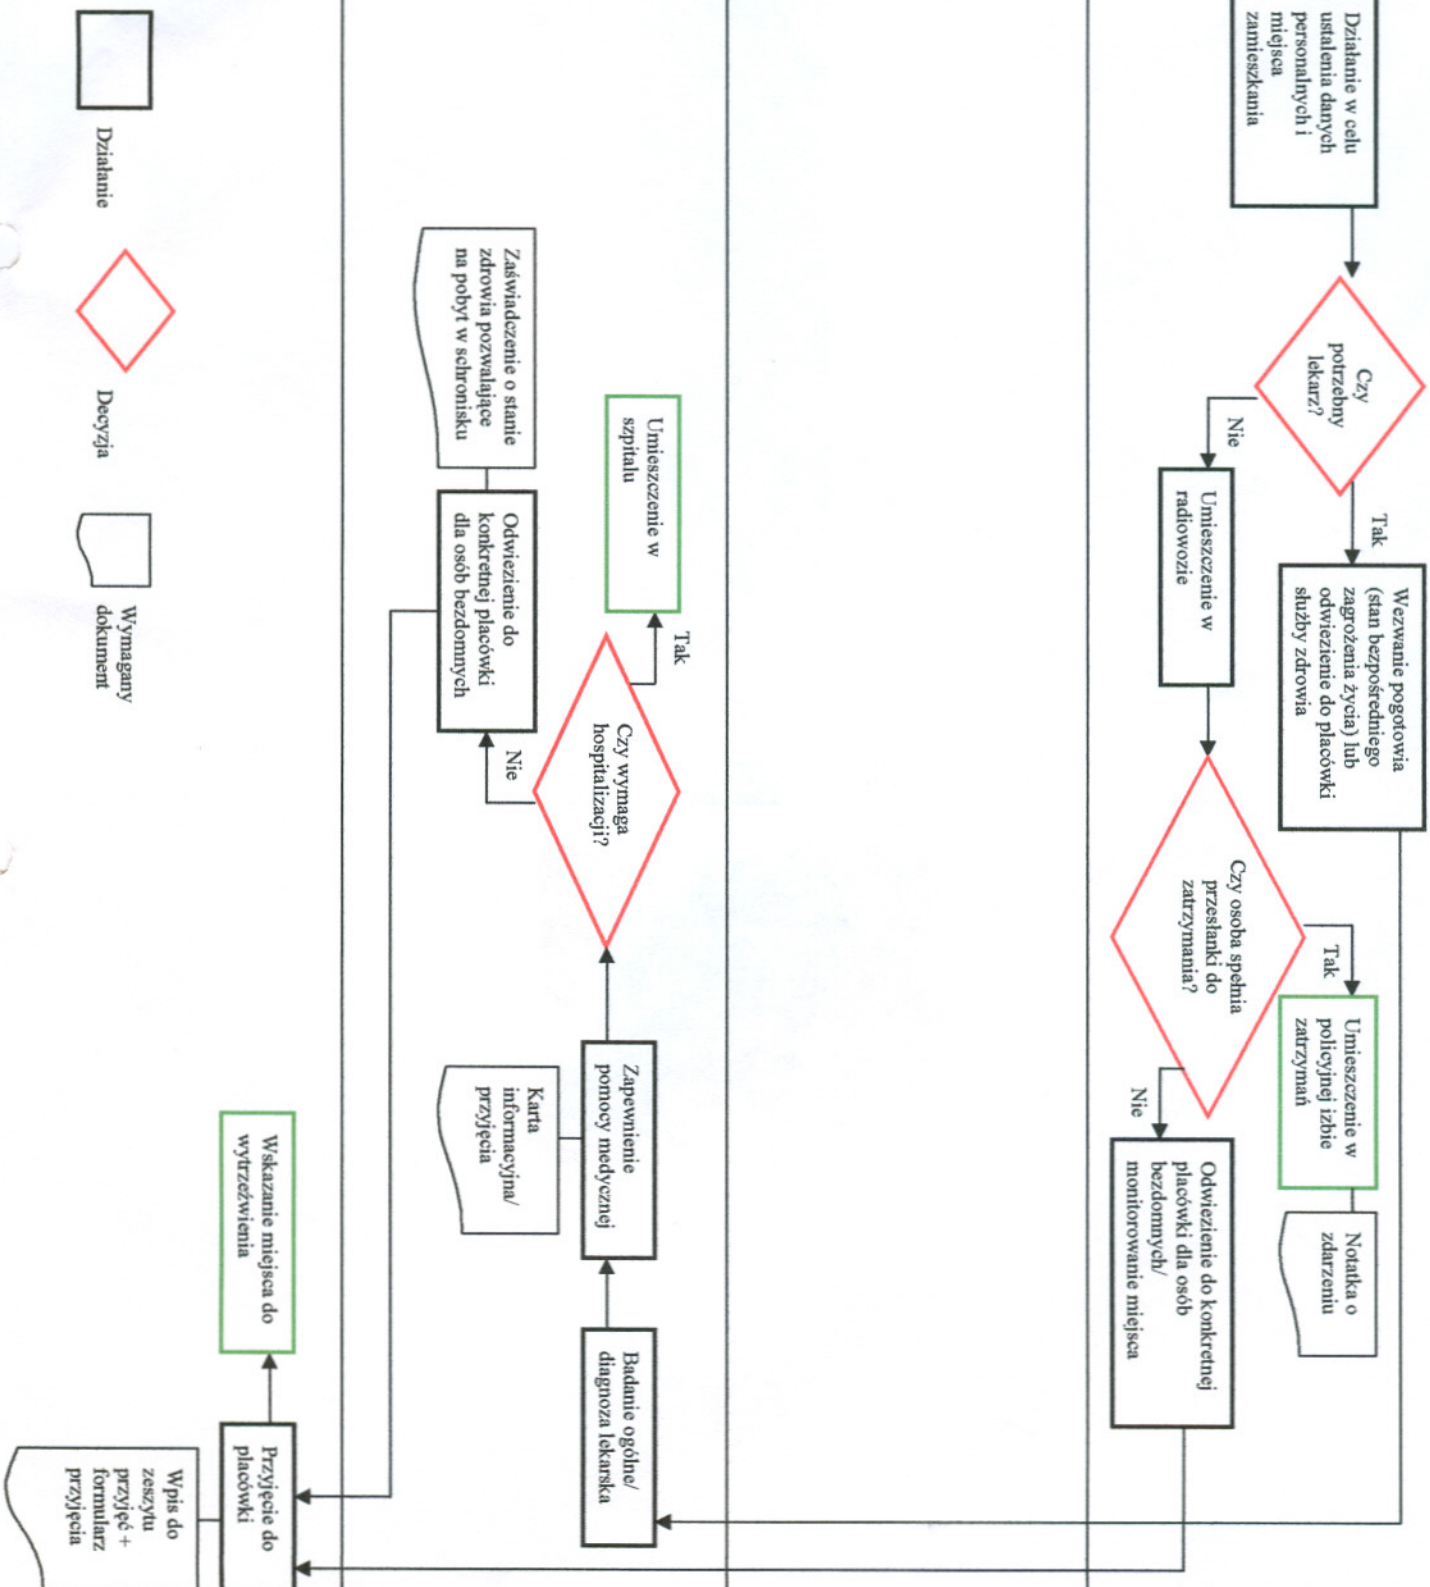 Działanie w celu
ustalenia danych
personalnych i
miejsca
zamieszkania
Czy
potrzebny
lekarz?
Tak
Nie
Wezwanie pogotowia
(stan bezpośredniego
zagrożenia życia) lub
odwiezienie do placówki
służby zdrowia
Umieszczenie w
radiowozie
Czy osoba spełnia
przesłanki do
zatrzymania?
Tak
Nie
Umieszczenie w
policyjnej izbie
zatrzymań
Notatka o
zdarzeniu
Odwiezienie do konkretnej
placówki dla osób
bezdomnych/
monitorowanie miejsca
Umieszczenie w
szpitalu
Tak
Czy wymaga
hospitalizacji?
Nie
Zapewnienie
pomocy medycznej
Badanie ogólne/
diagnoza lekarska
Zaświadczenie o stanie
zdrowia pozwalające
na pobyt w schronisku
Odwiezienie do
konkretnej placówki
dla osób bezdomnych
Karta
informacyjna/
przyjęcia
Wskazanie miejsca do
wytrzeźwienia
Przyjęcie do
placówki
Wpis do
zeszytu
przyjęć +
formularz
przyjęcia
Działanie
Decyzja
Wymagany
dokument